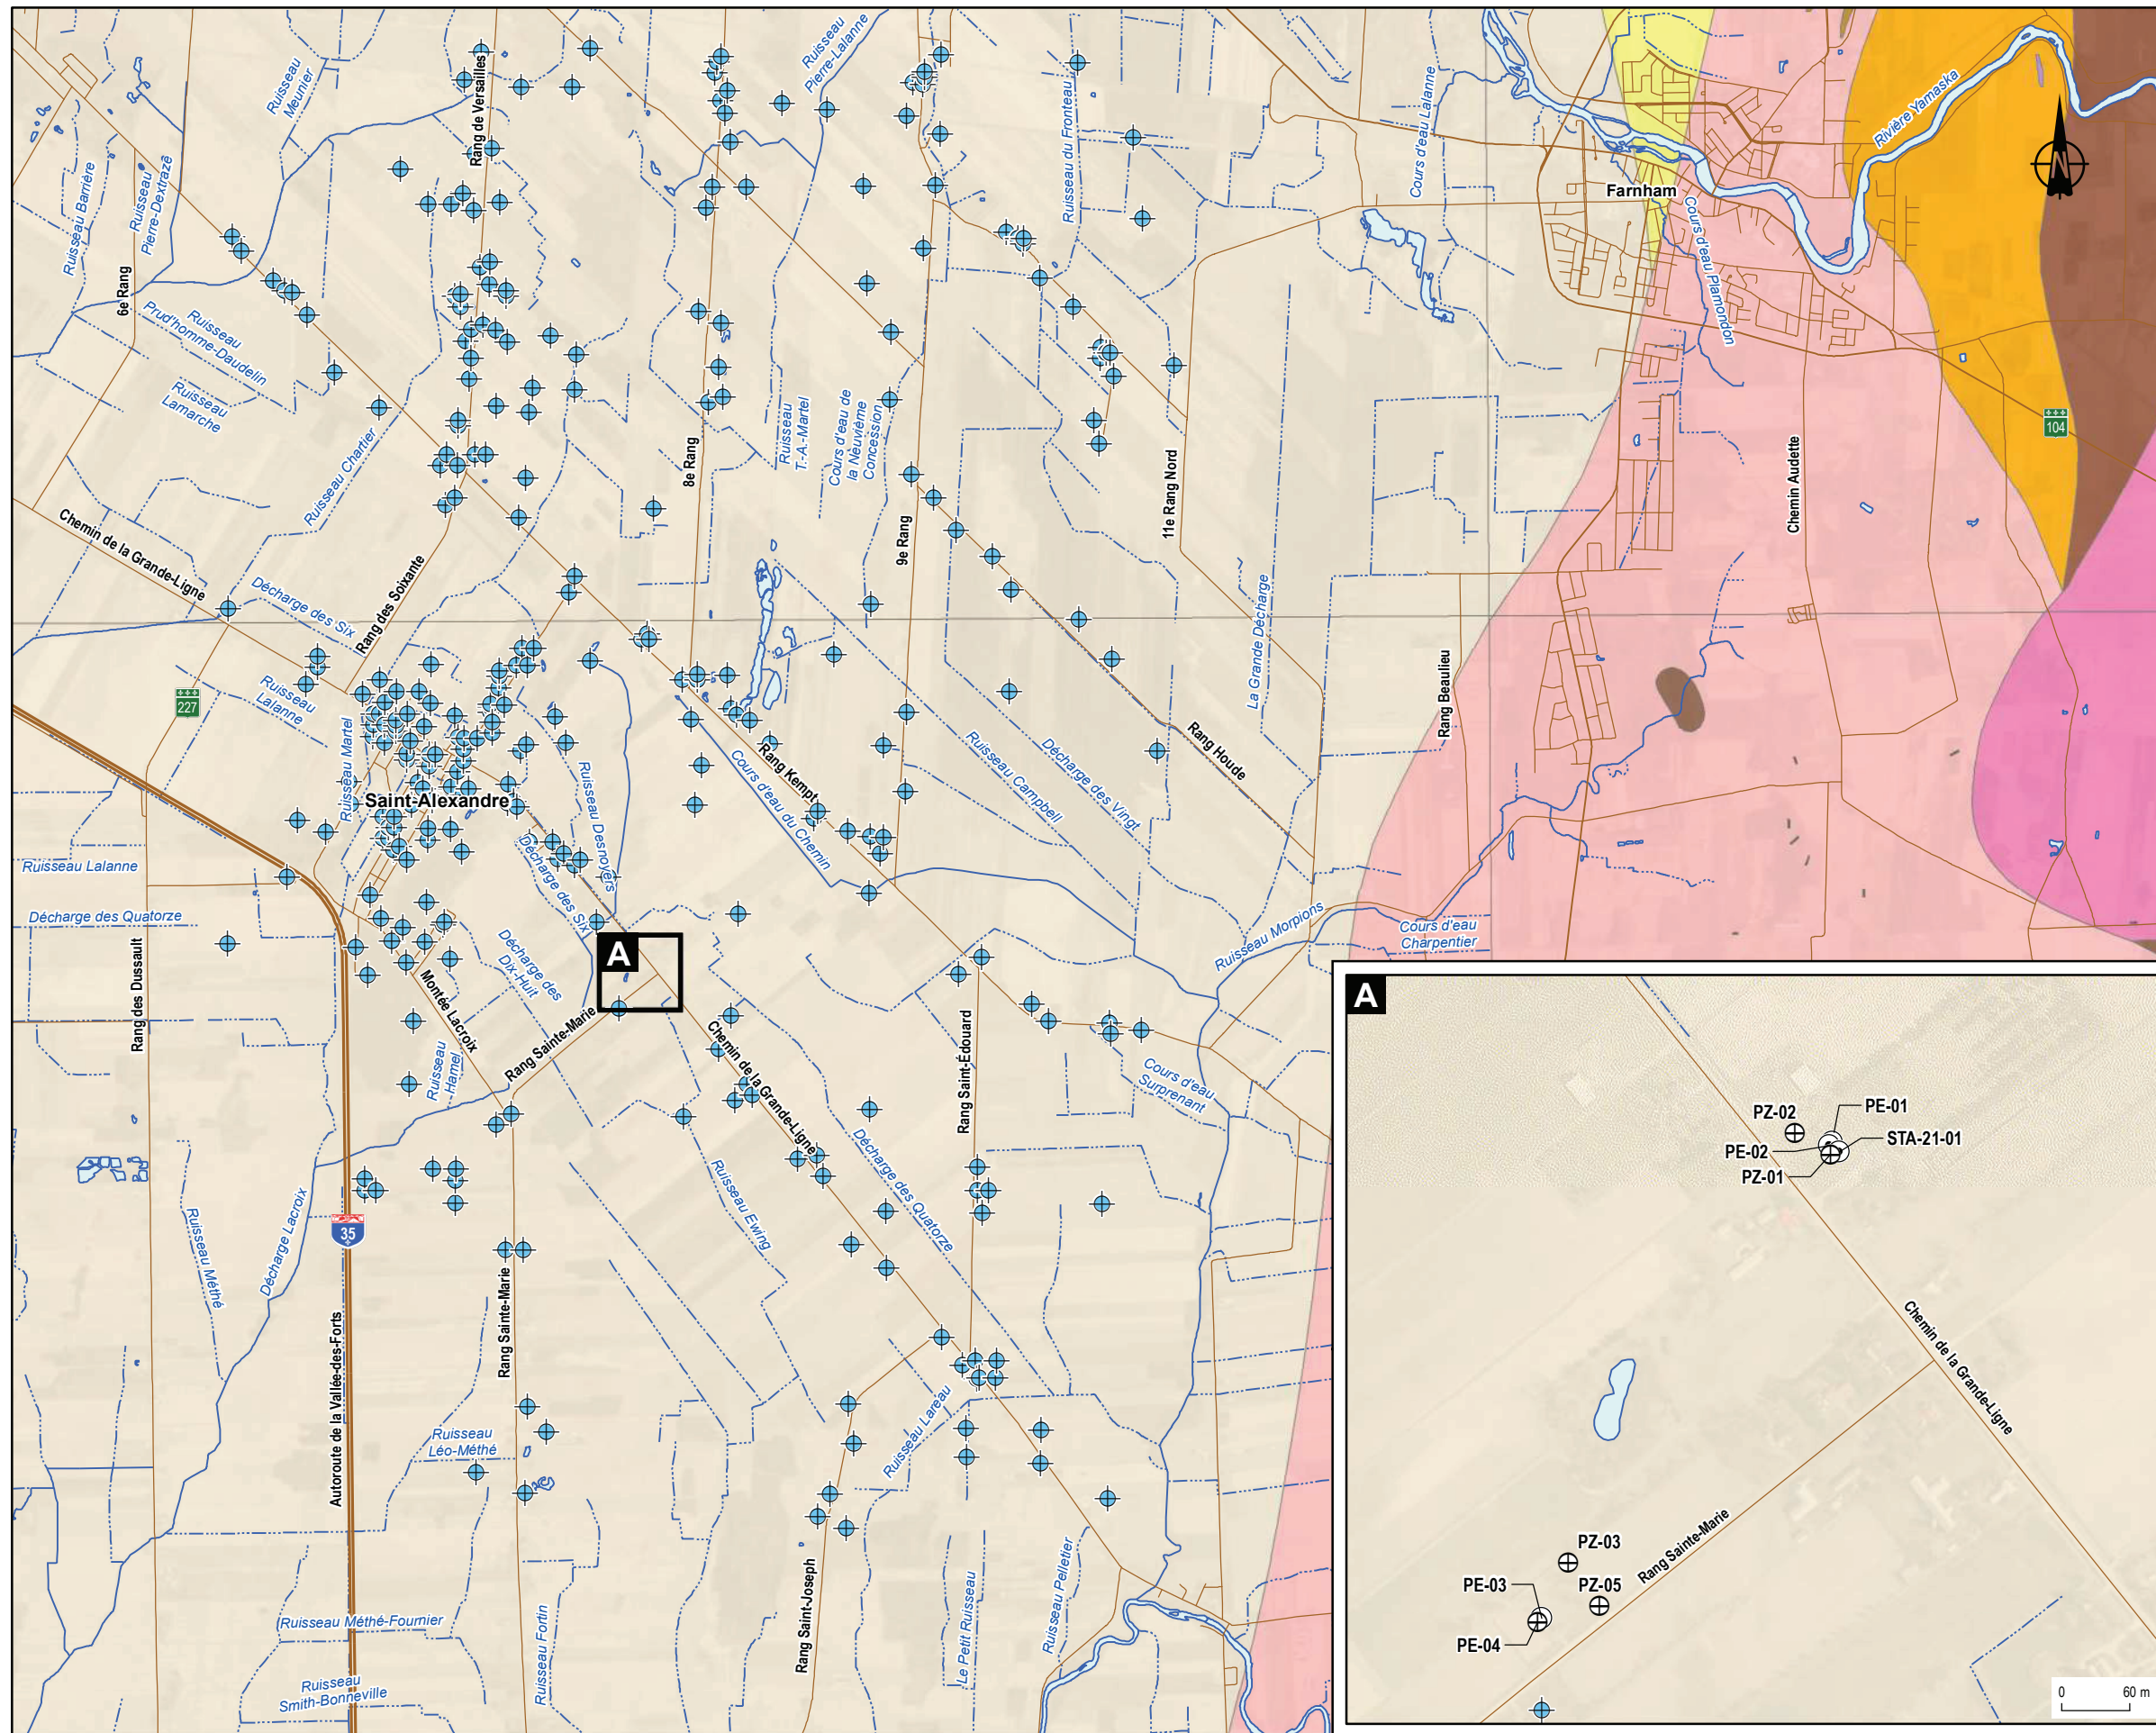 Ruisseau
Meunier
Rang de Versailles
Ruisseau
Pierre-Lalanne
Ruisseau du Fronteau
Cours d'eau Lalanne
Rivière Yamaska
N
Farnham
Cours d'eau Plamondon
Ruisseau Barrière
Ruisseau
Pierre-Dextraze
6e Rang
Ruisseau
Prud'homme-Daudelin
Ruisseau
Lamarche
Ruisseau Chartier
8e Rang
Ruisseau
T.-A.-Martel
Cours d'eau de
la Neuvième
Concession
9e Rang
11e Rang Nord
Chemin Audette
104
Chemin de la Grande-Ligne
Décharge des Six
Rang des Soixante
La Grande Décharge
Rang Beaulieu
227
Ruisseau
Lalanne
Ruisseau Martel
Saint-Alexandre
Ruisseau Desnoyers
Rang Kempt
Cours d'eau du Chemin
Ruisseau Campbell
Décharge des Vingt
Rang Houde
Ruisseau Lalanne
Décharge des Quatorze
Rang des Dussault
Décharge des Six
Décharge des
Dix-Huit
A
Montée Lacroix
Ruisseau
Hamel
Rang Sainte-Marie
Ruisseau Morpions
Cours d'eau
Charpentier
Chemin de la Grande-Ligne
Rang Saint-Édouard
Cours d'eau
Surprenant
Décharge des Quatorze
Ruisseau Ewing
Ruisseau Méthé
Décharge Lacroix
35
Autoroute de la Vallée-des-Forts
Rang Sainte-Marie
Ruisseau
Léo-Méthé
Ruisseau Lareau
Rang Saint-Joseph
Le Petit Ruisseau
Ruisseau Pelletier
Ruisseau Méthé-Fournier
Ruisseau Fortin
Ruisseau
Smith-Bonneville
A
PZ-02
PE-01
STA-21-01
PE-02
PZ-01
Chemin de la Grande-Ligne
Rang Sainte-Marie
PZ-03
PE-03
PZ-05
PE-04
0 60 m